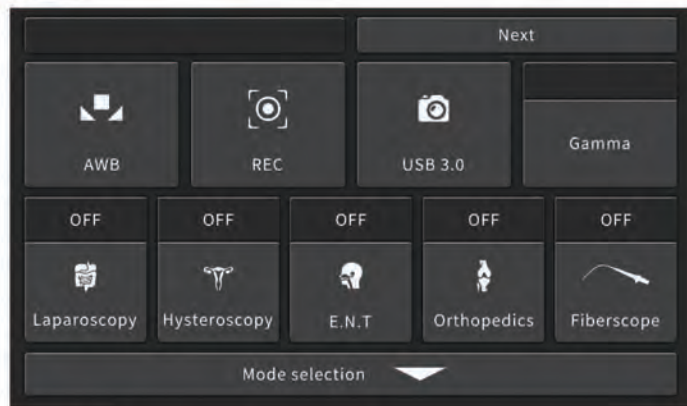 Next
AWB
REC
USB 3.0
Gamma
OFF OFF OFF OFF OFF
Laparoscopy Hysteroscopy E.N.T Orthopedics Fiberscope
Mode selection